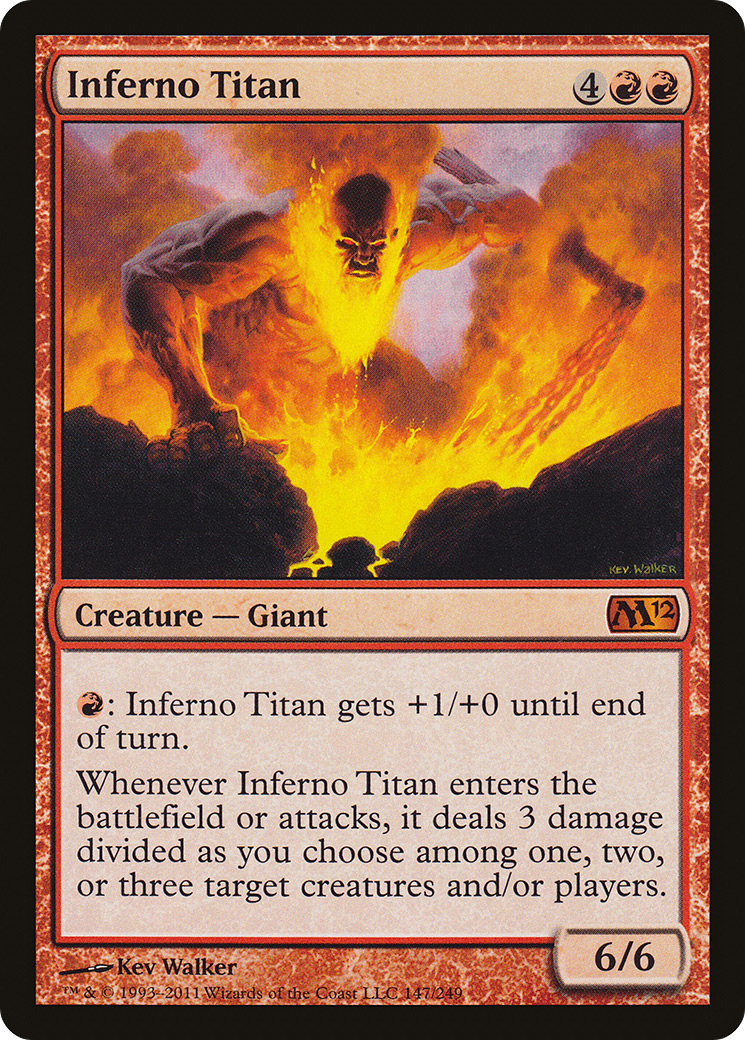 Inferno Titan 4
KEV. WALKER
Creature — Giant M12
: Inferno Titan gets +1/+0 until end
of turn.
Whenever Inferno Titan enters the
battlefield or attacks, it deals 3 damage
divided as you choose among one, two,
or three target creatures and/or players.
6/6
Kev Walker
™ & © 1993–2011 Wizards of the Coast LLC 147/249